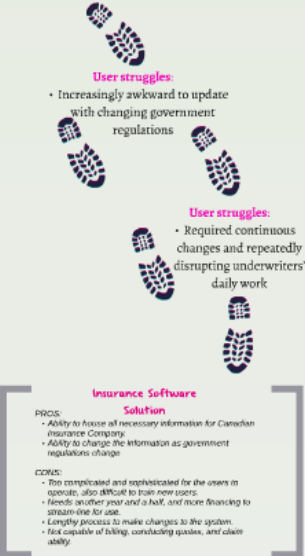 User struggles:
• Increasingly awkward to update
with changing government
regulations
User struggles:
• Required continuous
changes and repeatedly
disrupting underwriters'
daily work
Insurance Software
Solution
PROS:
• Ability to house all necessary information for Canadian
Insurance Company.
• Ability to change the information as government
regulations change
CONS:
• Too complicated and sophisticated for the users to
operate, also difficult to train new users.
• Needs another year and a half, and more financing to
stream-line for use.
• Lengthy process to make changes to the system.
• Not capable of billing, conducting quotes, and claim
ability.